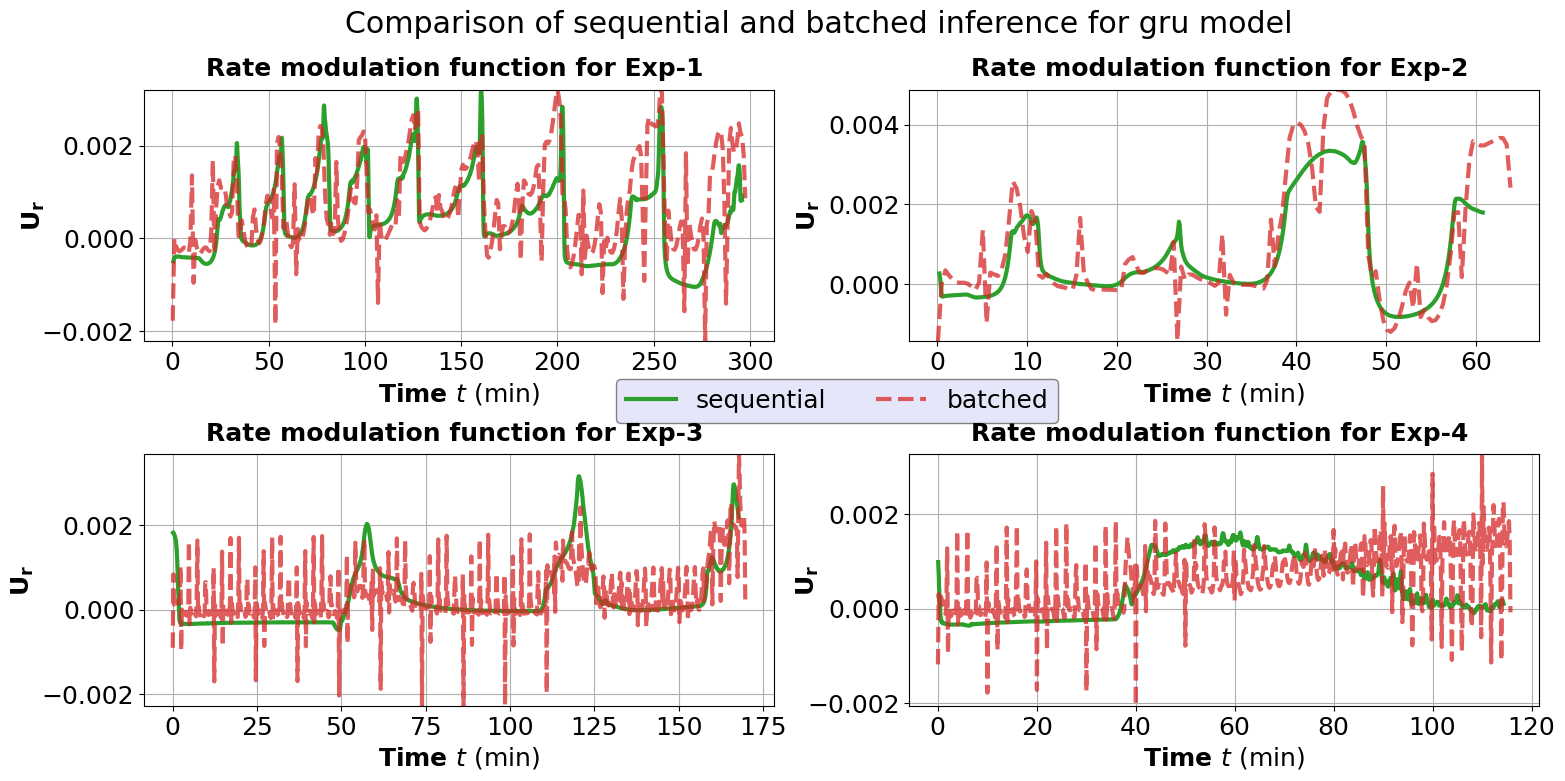 Comparison of sequential and batched inference for gru model
Rate modulation function for Exp-1
0.002
0.000
−0.002
Ur
0 50 100 150 200 250 300
Time t (min)
Rate modulation function for Exp-2
0.004
0.002
0.000
Ur
0 10 20 30 40 50 60
Time t (min)
sequential batched
Rate modulation function for Exp-3
0.002
0.000
−0.002
Ur
0 25 50 75 100 125 150 175
Time t (min)
Rate modulation function for Exp-4
0.002
0.000
−0.002
Ur
0 20 40 60 80 100 120
Time t (min)